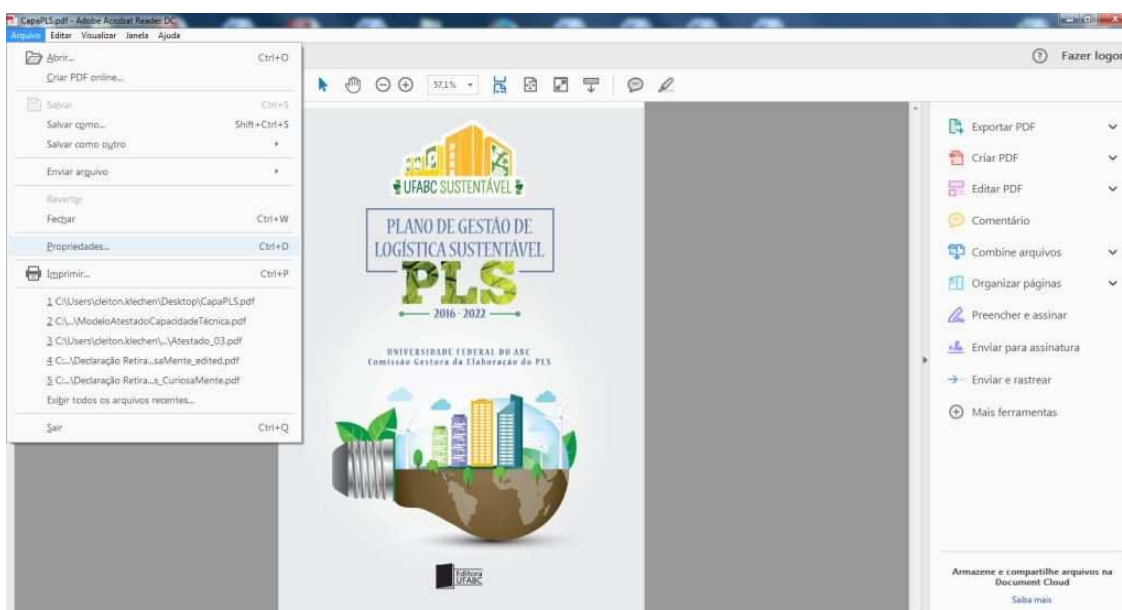 CapaPLS.pdf - Adobe Acrobat Reader DC
Arquivo Editar Visualizar Janela Ajuda
Abrir... Ctrl+O
Criar PDF online...
Salvar Ctrl+S
Salvar como... Shift+Ctrl+S
Salvar como outro
Enviar arquivo
Reverter
Fechar Ctrl+W
Propriedades... Ctrl+D
Imprimir... Ctrl+P
1 C:\Users\cleiton.klechen\Desktop\CapaPLS.pdf
2 C:\...\ModeloAtestadoCapacidadeTécnica.pdf
3 C:\Users\cleiton.klechen\...\Atestado_03.pdf
4 C:\...\Declaração Retira...saMente_edited.pdf
5 C:\...\Declaração Retira...s_CuriosaMente.pdf
Exibir todos os arquivos recentes...
Sair Ctrl+Q
57,1%
Fazer logon
UFABC SUSTENTÁVEL
PLANO DE GESTÃO DE
LOGÍSTICA SUSTENTÁVEL
PLS
2016 - 2022
UNIVERSIDADE FEDERAL DO ABC
Comissão Gestora da Elaboração do PLS
Editora
UFABC
Exportar PDF
Criar PDF
Editar PDF
Comentário
Combine arquivos
Organizar páginas
Preencher e assinar
Enviar para assinatura
Enviar e rastrear
Mais ferramentas
Armazene e compartilhe arquivos na
Document Cloud
Saiba mais